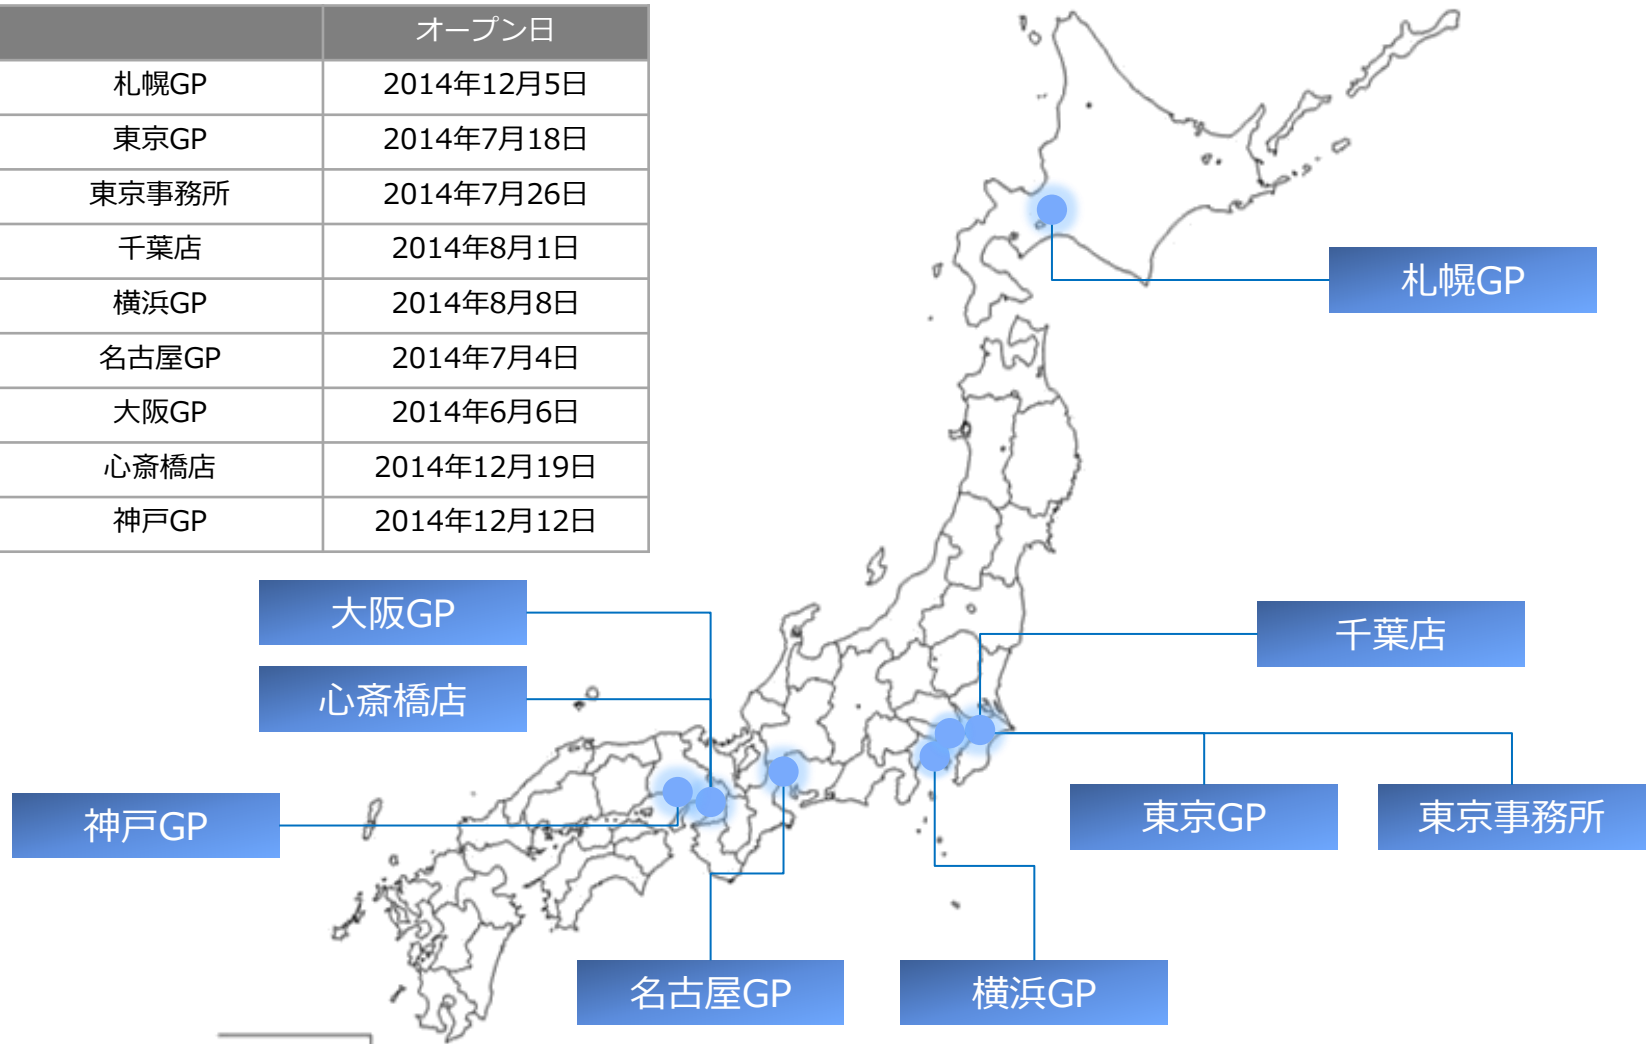 オープン日
札幌GP 2014年12月5日
東京GP 2014年7月18日
東京事務所 2014年7月26日
千葉店 2014年8月1日
横浜GP 2014年8月8日
名古屋GP 2014年7月4日
大阪GP 2014年6月6日
心斎橋店 2014年12月19日
神戸GP 2014年12月12日
札幌GP
大阪GP
千葉店
心斎橋店
神戸GP
東京GP
東京事務所
名古屋GP
横浜GP